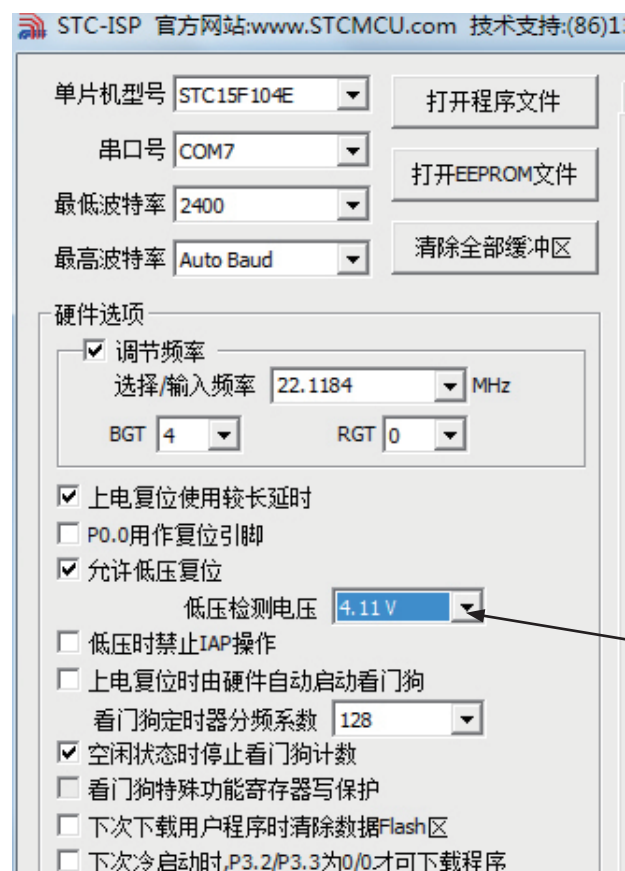 STC-ISP 官方网站:www.STCMCU.com 技术支持:(86)13
单片机型号 STC15F104E 打开程序文件
串口号 COM7
打开EEPROM文件
最低波特率 2400
清除全部缓冲区
最高波特率 Auto Baud
硬件选项
调节频率
选择/输入频率 22.1184 MHz
BGT 4 RGT 0
上电复位使用较长延时
P0.0用作复位引脚
允许低压复位
低压检测电压 4.11 V
低压时禁止IAP操作
上电复位时由硬件自动启动看门狗
看门狗定时器分频系数 128
空闲状态时停止看门狗计数
看门狗特殊功能寄存器写保护
下次下载用户程序时清除数据Flash区
下次冷启动时,P3.2/P3.3为0/0才可下载程序